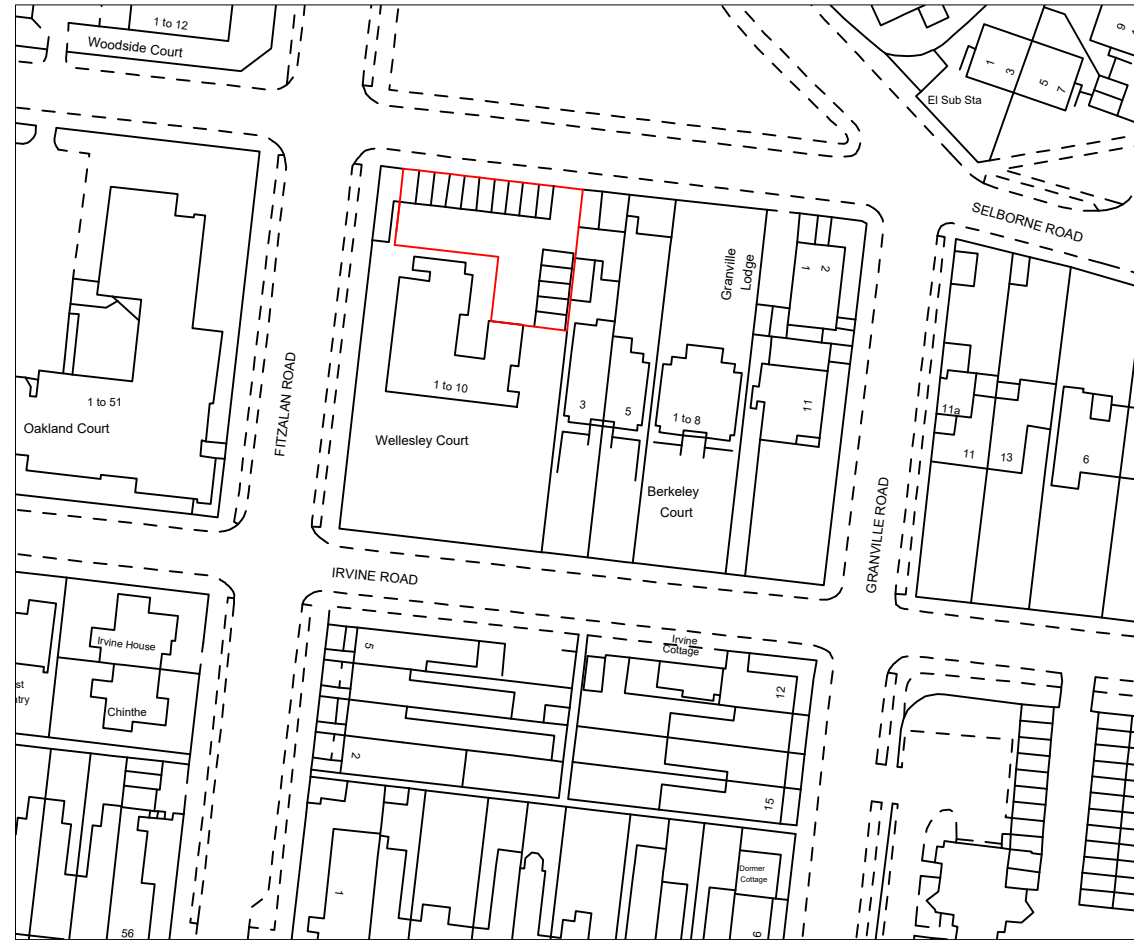 1 to 12
Woodside Court
9
1
3
5
7
El Sub Sta
SELBORNE ROAD
Granville
Lodge
1
2
FITZALAN ROAD
1 to 51
Oakland Court
1 to 10
Wellesley Court
3
5
1 to 8
11
Berkeley
Court
GRANVILLE ROAD
11a
11
13
6
IRVINE ROAD
Irvine House
Chinthe
st
try
5
2
Irvine
Cottage
12
15
1
Dormer
Cottage
6
56